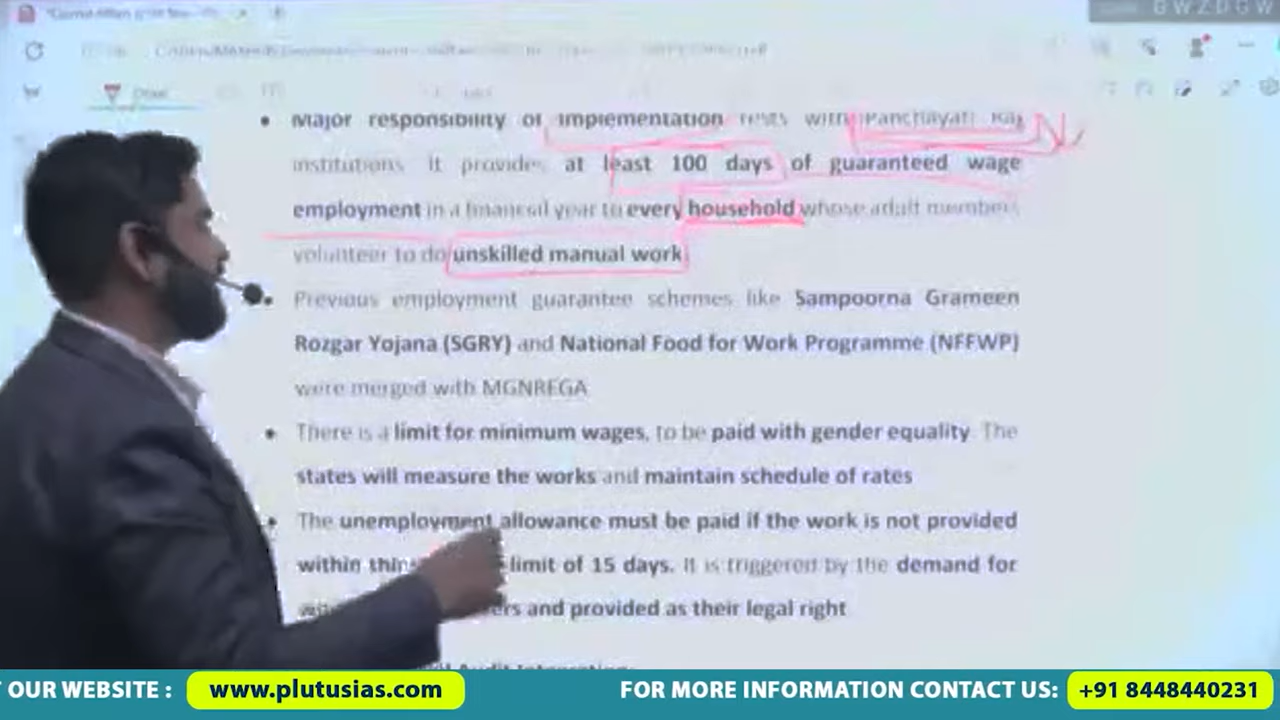 GWZDGW
Draw
• Major responsibility of implementation rests with Panchayati Raj
institutions. It provides at least 100 days of guaranteed wage
employment in a financial year to every household whose adult members
volunteer to do unskilled manual work.
• Previous employment guarantee schemes like Sampoorna Grameen
Rozgar Yojana (SGRY) and National Food for Work Programme (NFFWP)
were merged with MGNREGA
• There is a limit for minimum wages, to be paid with gender equality. The
states will measure the works and maintain schedule of rates
• The unemployment allowance must be paid if the work is not provided
within limit of 15 days. It is triggered by the demand for
and provided as their legal right
Audit
OUR WEBSITE : www.plutusias.com FOR MORE INFORMATION CONTACT US: +91 8448440231